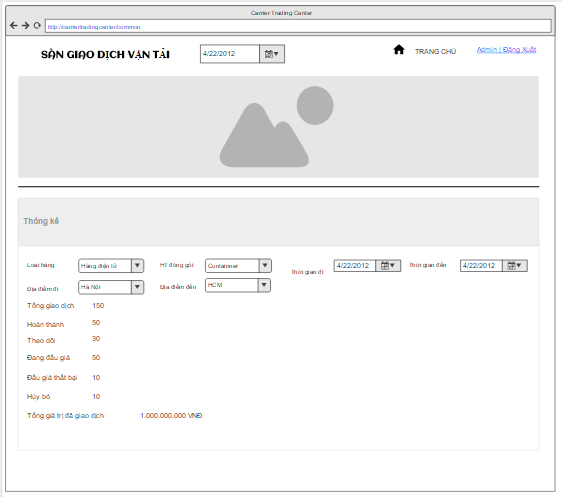 Carrier Trading Center
http://carriertradingcenter/common
SÀN GIAO DỊCH VẬN TẢI
4/22/2012
TRANG CHỦ
Admin | Đăng Xuất
Thống kê
Loại hàng
Hàng điện tử
HT đóng gói
Containner
Thời gian đi
4/22/2012
Thời gian đến
4/22/2012
Địa điểm đi
Hà Nội
Địa điểm đến
HCM
Tổng giao dịch 150
Hoàn thành 50
Theo dõi 30
Đang đấu giá 50
Đấu giá thất bại 10
Hủy bỏ 10
Tổng giá trị đã giao dịch 1.000.000.000 VNĐ